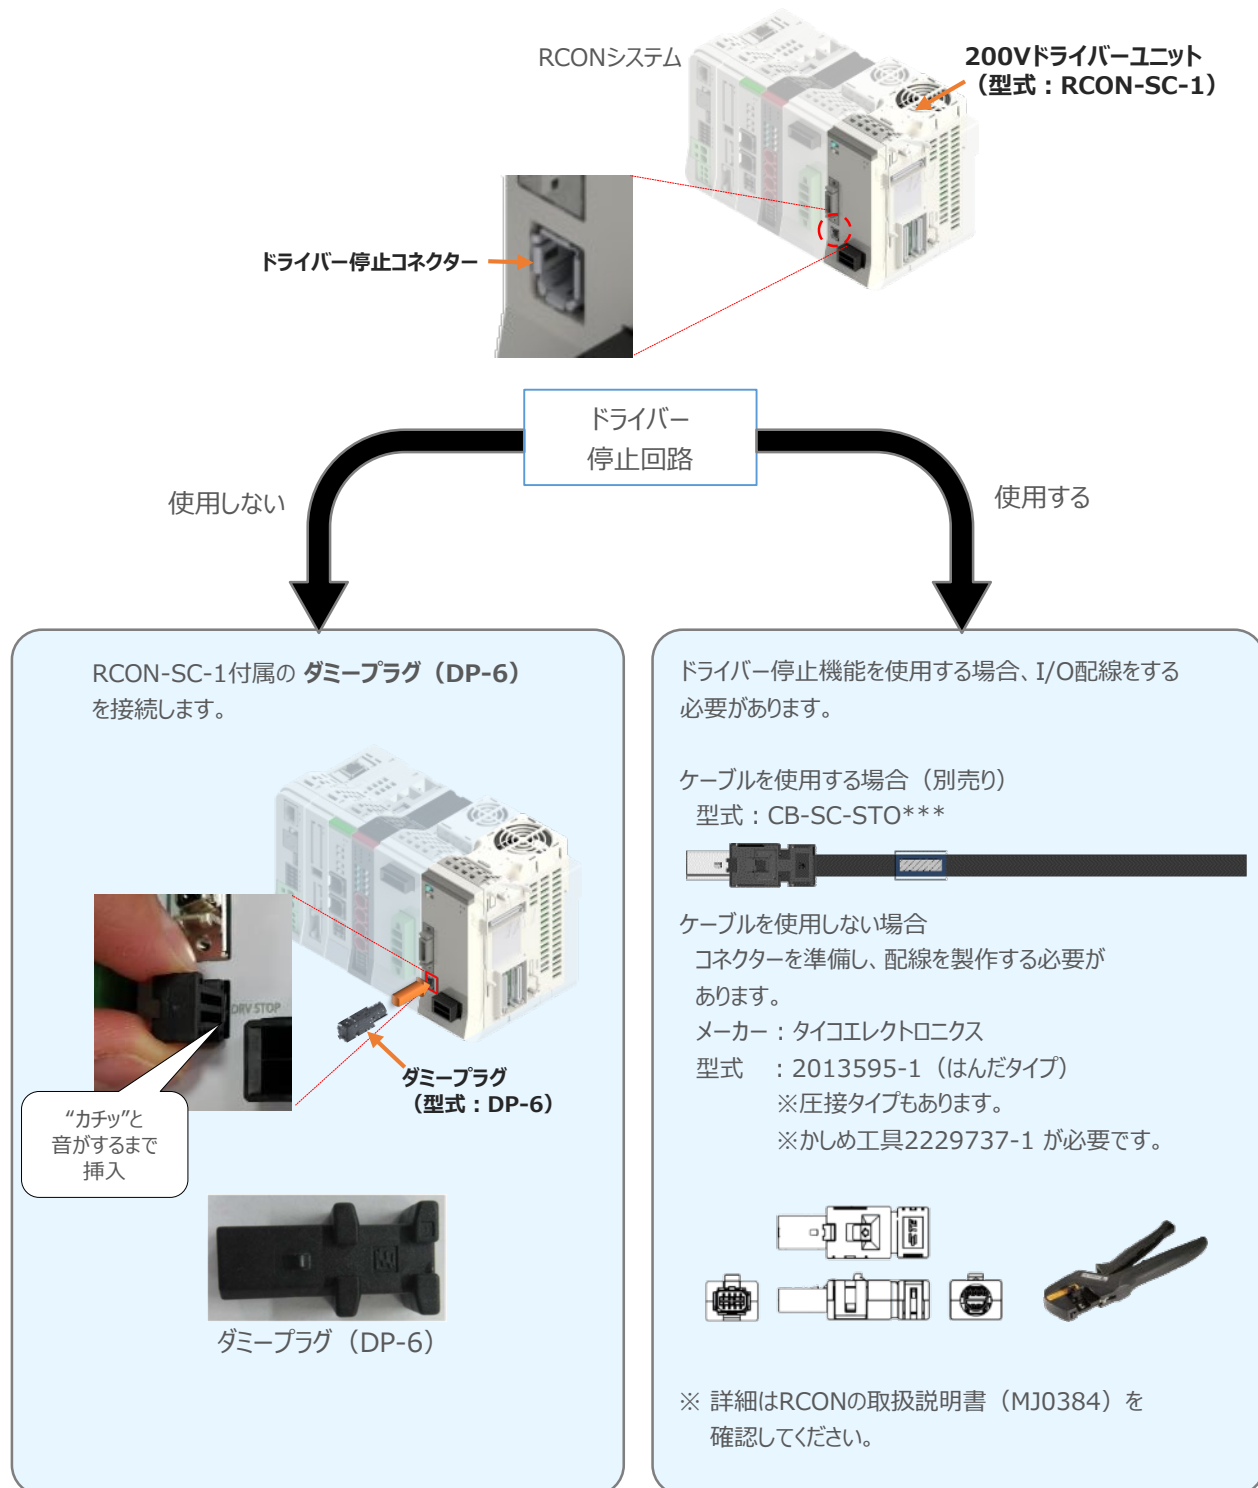 RCONシステム
200Vドライバーユニット
（型式：RCON-SC-1）
ドライバー停止コネクター
ドライバー
停止回路
使用しない
使用する
RCON-SC-1付属の ダミープラグ（DP-6）
を接続します。
DRV STOP
“カチッ”と
音がするまで
挿入
ダミープラグ
（型式：DP-6）
ダミープラグ（DP-6）
ドライバー停止機能を使用する場合、I/O配線をする
必要があります。
ケーブルを使用する場合（別売り）
型式：CB-SC-STO***
ケーブルを使用しない場合
コネクターを準備し、配線を製作する必要が
あります。
メーカー：タイコエレクトロニクス
型式　：2013595-1（はんだタイプ）
※圧接タイプもあります。
※かしめ工具2229737-1 が必要です。
※ 詳細はRCONの取扱説明書（MJ0384）を
確認してください。